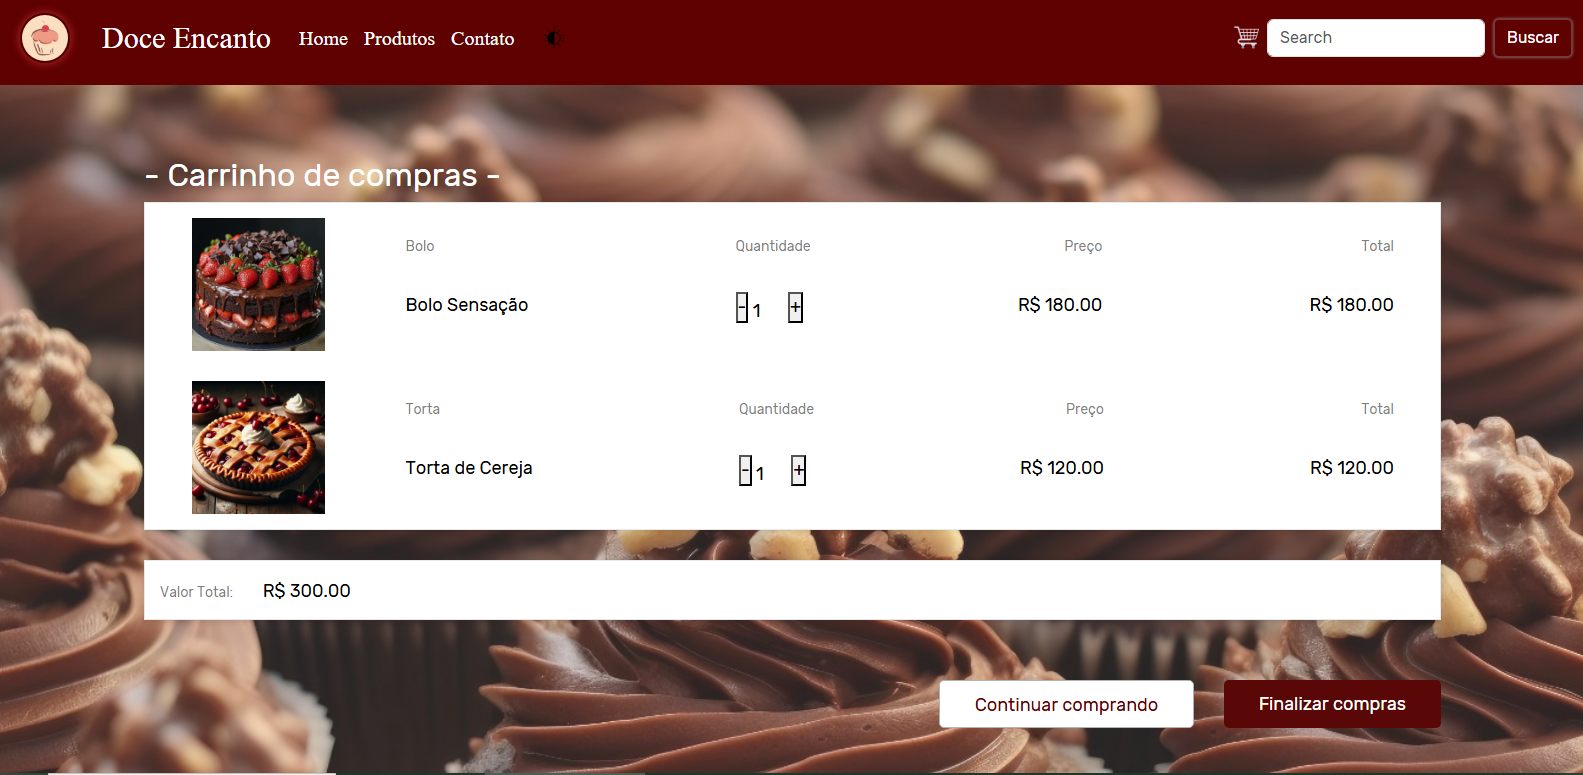 Doce Encanto Home Produtos Contato Search Buscar
- Carrinho de compras -
Bolo Quantidade Preço Total
Bolo Sensação - 1 + R$ 180.00 R$ 180.00
Torta Quantidade Preço Total
Torta de Cereja - 1 + R$ 120.00 R$ 120.00
Valor Total: R$ 300.00
Continuar comprando Finalizar compras